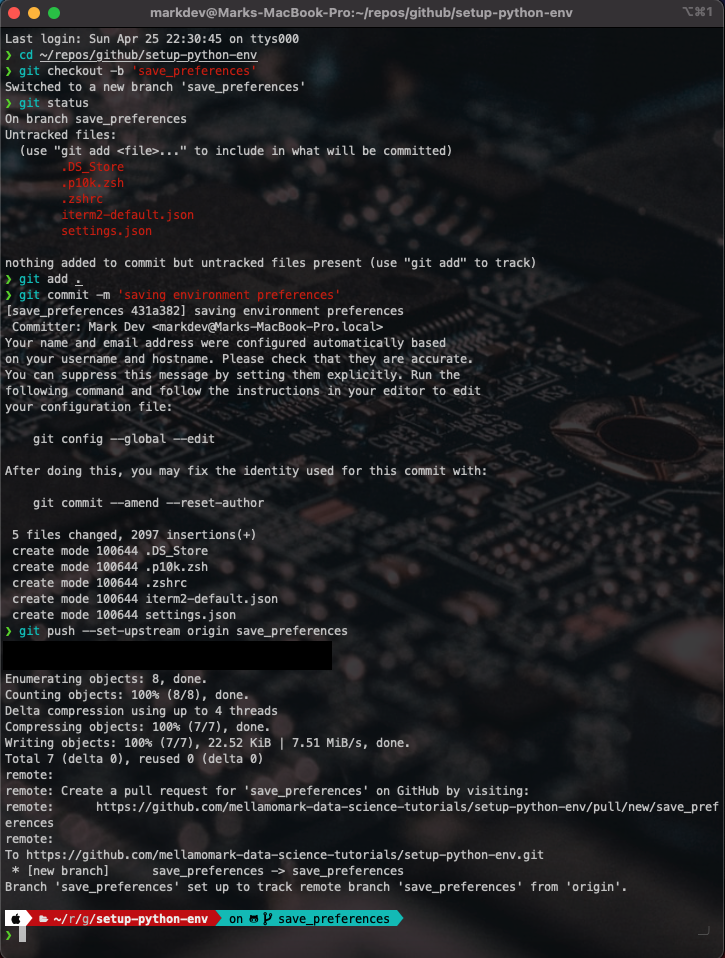 markdev@Marks-MacBook-Pro:~/repos/github/setup-python-env ⌥⌘1
Last login: Sun Apr 25 22:30:45 on ttys000
❯ cd ~/repos/github/setup-python-env
❯ git checkout -b 'save_preferences'
Switched to a new branch 'save_preferences'
❯ git status
On branch save_preferences
Untracked files:
  (use "git add <file>..." to include in what will be committed)
        .DS_Store
        .p10k.zsh
        .zshrc
        iterm2-default.json
        settings.json
nothing added to commit but untracked files present (use "git add" to track)
❯ git add .
❯ git commit -m 'saving environment preferences'
[save_preferences 431a382] saving environment preferences
 Committer: Mark Dev <markdev@Marks-MacBook-Pro.local>
Your name and email address were configured automatically based
on your username and hostname. Please check that they are accurate.
You can suppress this message by setting them explicitly. Run the
following command and follow the instructions in your editor to edit
your configuration file:
    git config --global --edit
After doing this, you may fix the identity used for this commit with:
    git commit --amend --reset-author
 5 files changed, 2097 insertions(+)
 create mode 100644 .DS_Store
 create mode 100644 .p10k.zsh
 create mode 100644 .zshrc
 create mode 100644 iterm2-default.json
 create mode 100644 settings.json
❯ git push --set-upstream origin save_preferences
Enumerating objects: 8, done.
Counting objects: 100% (8/8), done.
Delta compression using up to 4 threads
Compressing objects: 100% (7/7), done.
Writing objects: 100% (7/7), 22.52 KiB | 7.51 MiB/s, done.
Total 7 (delta 0), reused 0 (delta 0)
remote:
remote: Create a pull request for 'save_preferences' on GitHub by visiting:
remote:      https://github.com/mellamomark-data-science-tutorials/setup-python-env/pull/new/save_pref
erences
remote:
To https://github.com/mellamomark-data-science-tutorials/setup-python-env.git
 * [new branch]      save_preferences -> save_preferences
Branch 'save_preferences' set up to track remote branch 'save_preferences' from 'origin'.
~/r/g/setup-python-env on save_preferences
❯